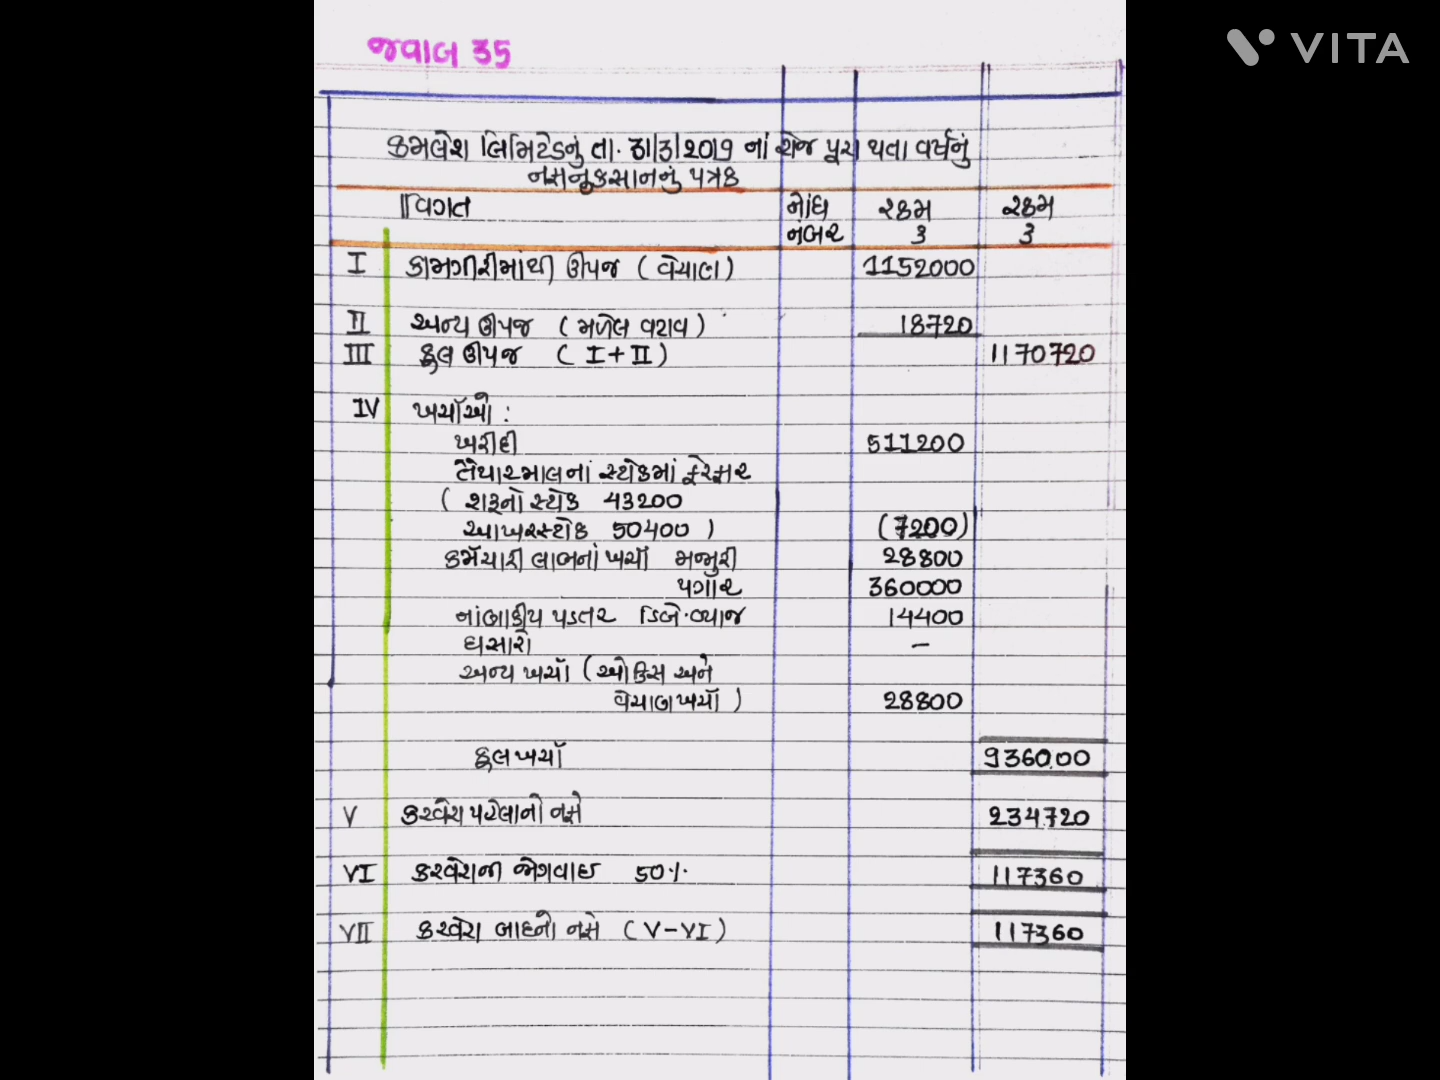 VITA
જવાબ 35
કમલેશ લિમિટેડનું તા. 31|3|2019 નાં રોજ પૂરા થતા વર્ષનું
નફાનુકસાનનું પત્રક
વિગત નોંધ રકમ રકમ
નંબર ₹ ₹
I કામગીરીમાંથી ઊપજ ( વેચાણ ) 1152000
II અન્ય ઊપજ ( મળેલ વટાવ ) 18720
III કુલ ઊપજ ( I + II ) 1170720
IV ખર્ચાઓ :
ખરીદી 511200
તૈયારમાલનાં સ્ટોકમાં ફેરફાર
( શરૂનો સ્ટોક 43200
આખરસ્ટોક 50400 ) (7200)
કર્મચારી લાભનાં ખર્ચા મજુરી 28800
પગાર 360000
નાંણાકીય પડતર ડિબે.વ્યાજ 14400
ઘસારો –
અન્ય ખર્ચા ( ઓફિસ અને
વેચાણ ખર્ચા ) 28800
કુલ ખર્ચા 936000
V કરવેરા પહેલાનો નફો 234720
VI કરવેરાની જોગવાઇ 50% 117360
VII કરવેરા બાદનો નફો ( V - VI ) 117360